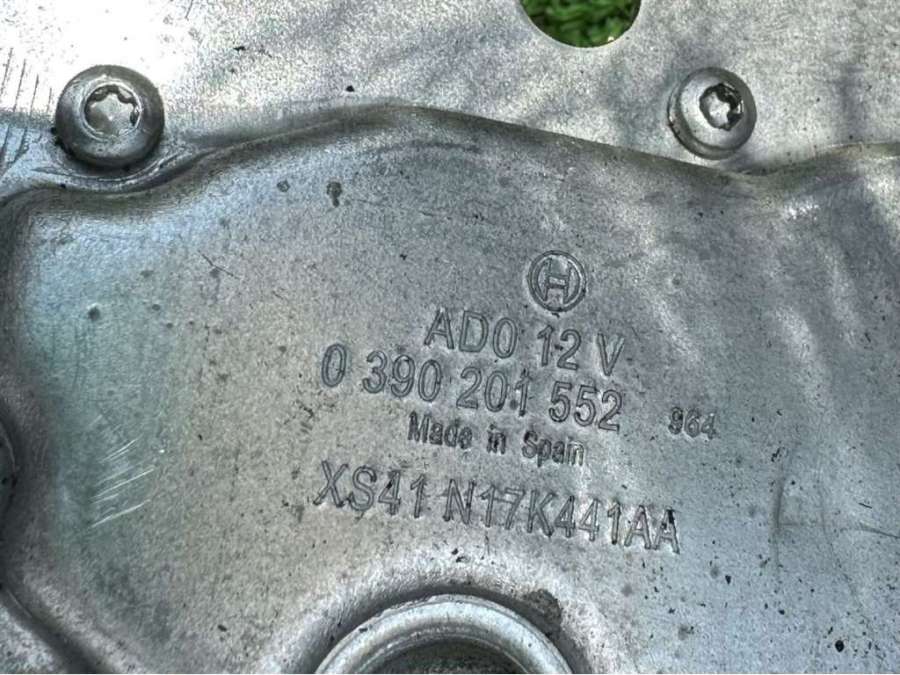 AD0 12 V
0 390 201 552 964
Made in Spain
XS41 N17K441AA